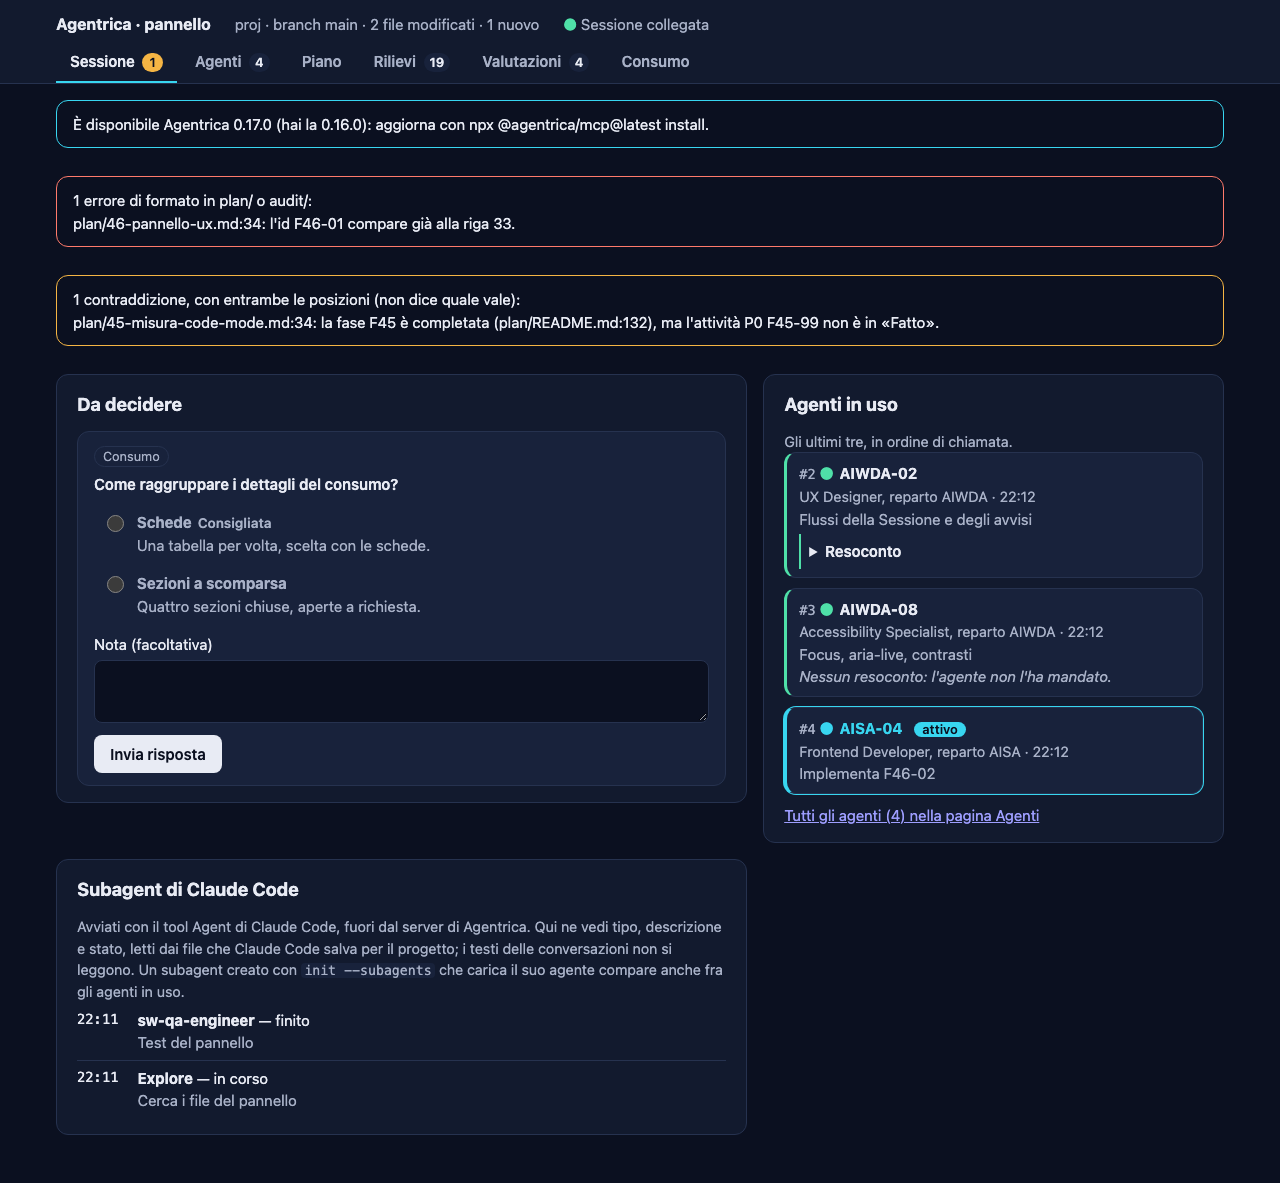 Agentrica · pannello
proj · branch main · 2 file modificati · 1 nuovo
Sessione collegata
Sessione 1
Agenti 4
Piano
Rilievi 19
Valutazioni 4
Consumo
È disponibile Agentrica 0.17.0 (hai la 0.16.0): aggiorna con npx @agentrica/mcp@latest install.
1 errore di formato in plan/ o audit/:
plan/46-pannello-ux.md:34: l'id F46-01 compare già alla riga 33.
1 contraddizione, con entrambe le posizioni (non dice quale vale):
plan/45-misura-code-mode.md:34: la fase F45 è completata (plan/README.md:132), ma l'attività P0 F45-99 non è in «Fatto».
Da decidere
Consumo
Come raggruppare i dettagli del consumo?
Schede Consigliata
Una tabella per volta, scelta con le schede.
Sezioni a scomparsa
Quattro sezioni chiuse, aperte a richiesta.
Nota (facoltativa)
Invia risposta
Agenti in uso
Gli ultimi tre, in ordine di chiamata.
#2 AIWDA-02
UX Designer, reparto AIWDA · 22:12
Flussi della Sessione e degli avvisi
Resoconto
#3 AIWDA-08
Accessibility Specialist, reparto AIWDA · 22:12
Focus, aria-live, contrasti
Nessun resoconto: l'agente non l'ha mandato.
#4 AISA-04 attivo
Frontend Developer, reparto AISA · 22:12
Implementa F46-02
Tutti gli agenti (4) nella pagina Agenti
Subagent di Claude Code
Avviati con il tool Agent di Claude Code, fuori dal server di Agentrica. Qui ne vedi tipo, descrizione
e stato, letti dai file che Claude Code salva per il progetto; i testi delle conversazioni non si
leggono. Un subagent creato con init --subagents che carica il suo agente compare anche fra
gli agenti in uso.
22:11 sw-qa-engineer — finito
Test del pannello
22:11 Explore — in corso
Cerca i file del pannello